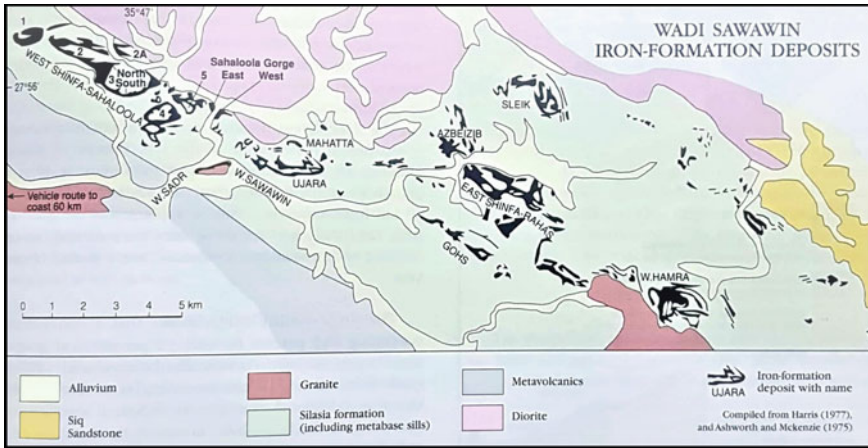 WADI SAWAWIN
IRON-FORMATION DEPOSITS
35°47'
27°56'
1
2
2A
WEST SHINFA-SAHALOOLA
North
3 South
4
5
Sahaloola Gorge
East West
MAHATTA
UJARA
AZBEIZIB
SLEIK
EAST SHINFA-RAHAS
GOHS
W.HAMRA
W.SADR
W.SAWAWIN
Vehicle route to
coast 60 km
0 1 2 3 4 5 km
Alluvium
Siq
Sandstone
Granite
Silasia formation
(including metabase sills)
Metavolcanics
Diorite
UJARA
Iron-formation
deposit with name
Compiled from Harris (1977),
and Ashworth and Mckenzie (1975)